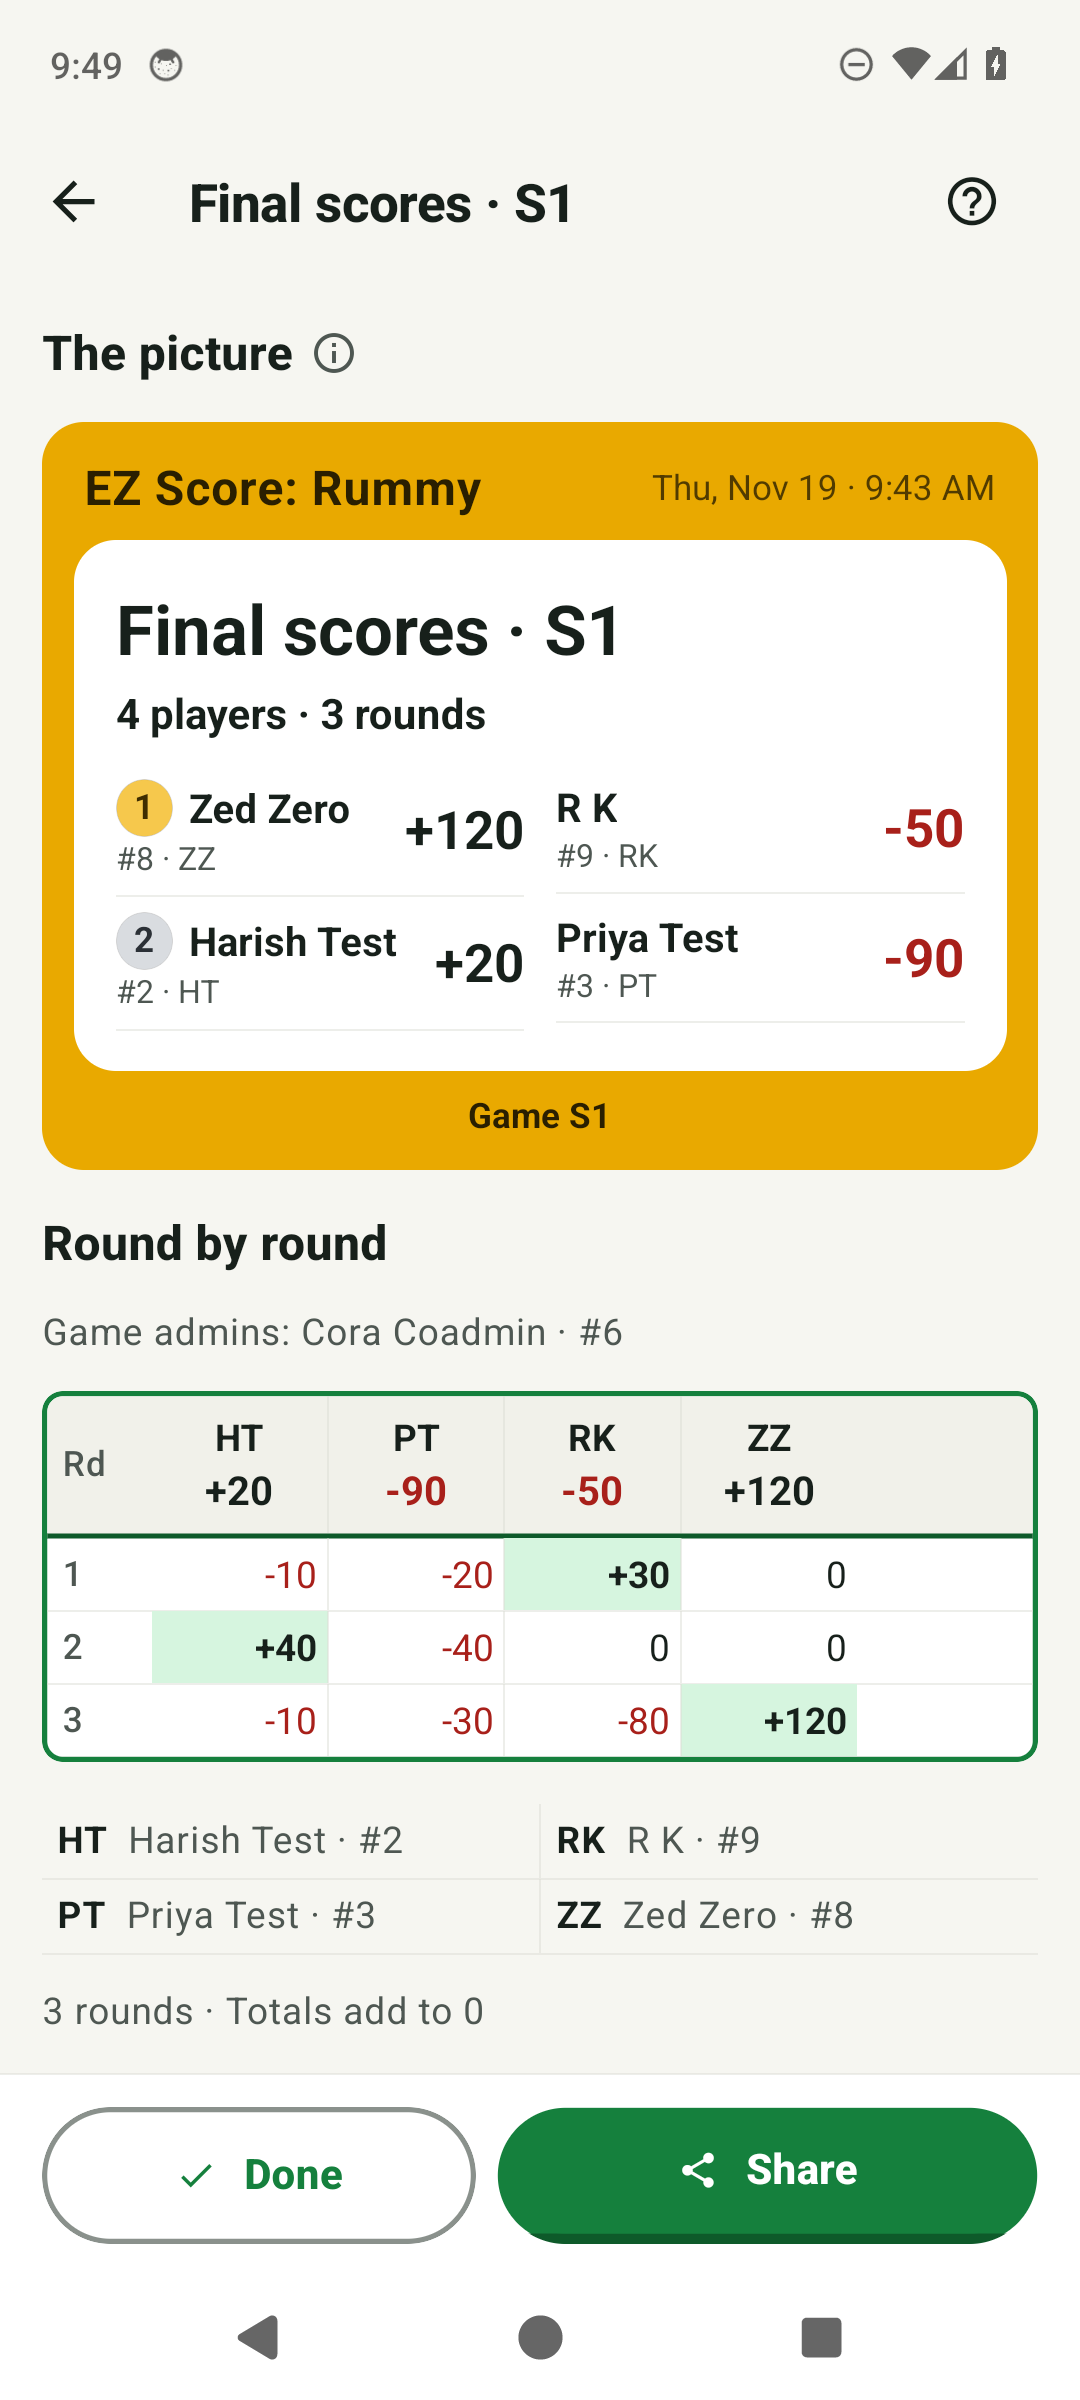 9:49
Final scores · S1
The picture
EZ Score: Rummy
Thu, Nov 19 · 9:43 AM
Final scores · S1
4 players · 3 rounds
1 Zed Zero +120
#8 · ZZ
2 Harish Test +20
#2 · HT
R K -50
#9 · RK
Priya Test -90
#3 · PT
Game S1
Round by round
Game admins: Cora Coadmin · #6
Rd HT PT RK ZZ
+20 -90 -50 +120
1 -10 -20 +30 0
2 +40 -40 0 0
3 -10 -30 -80 +120
HT Harish Test · #2
RK R K · #9
PT Priya Test · #3
ZZ Zed Zero · #8
3 rounds · Totals add to 0
Done
Share